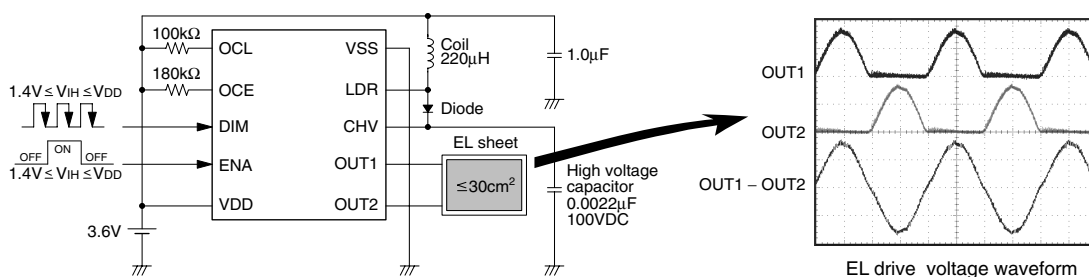 100kΩ
180kΩ
1.4V ≤ VIH ≤ VDD
OFF
ON
OFF
1.4V ≤ VIH ≤ VDD
3.6V
OCL
OCE
DIM
ENA
VDD
VSS
LDR
CHV
OUT1
OUT2
Coil
220µH
Diode
1.0µF
EL sheet
≤30cm²
High voltage
capacitor
0.0022µF
100VDC
OUT1
OUT2
OUT1 – OUT2
EL drive voltage waveform